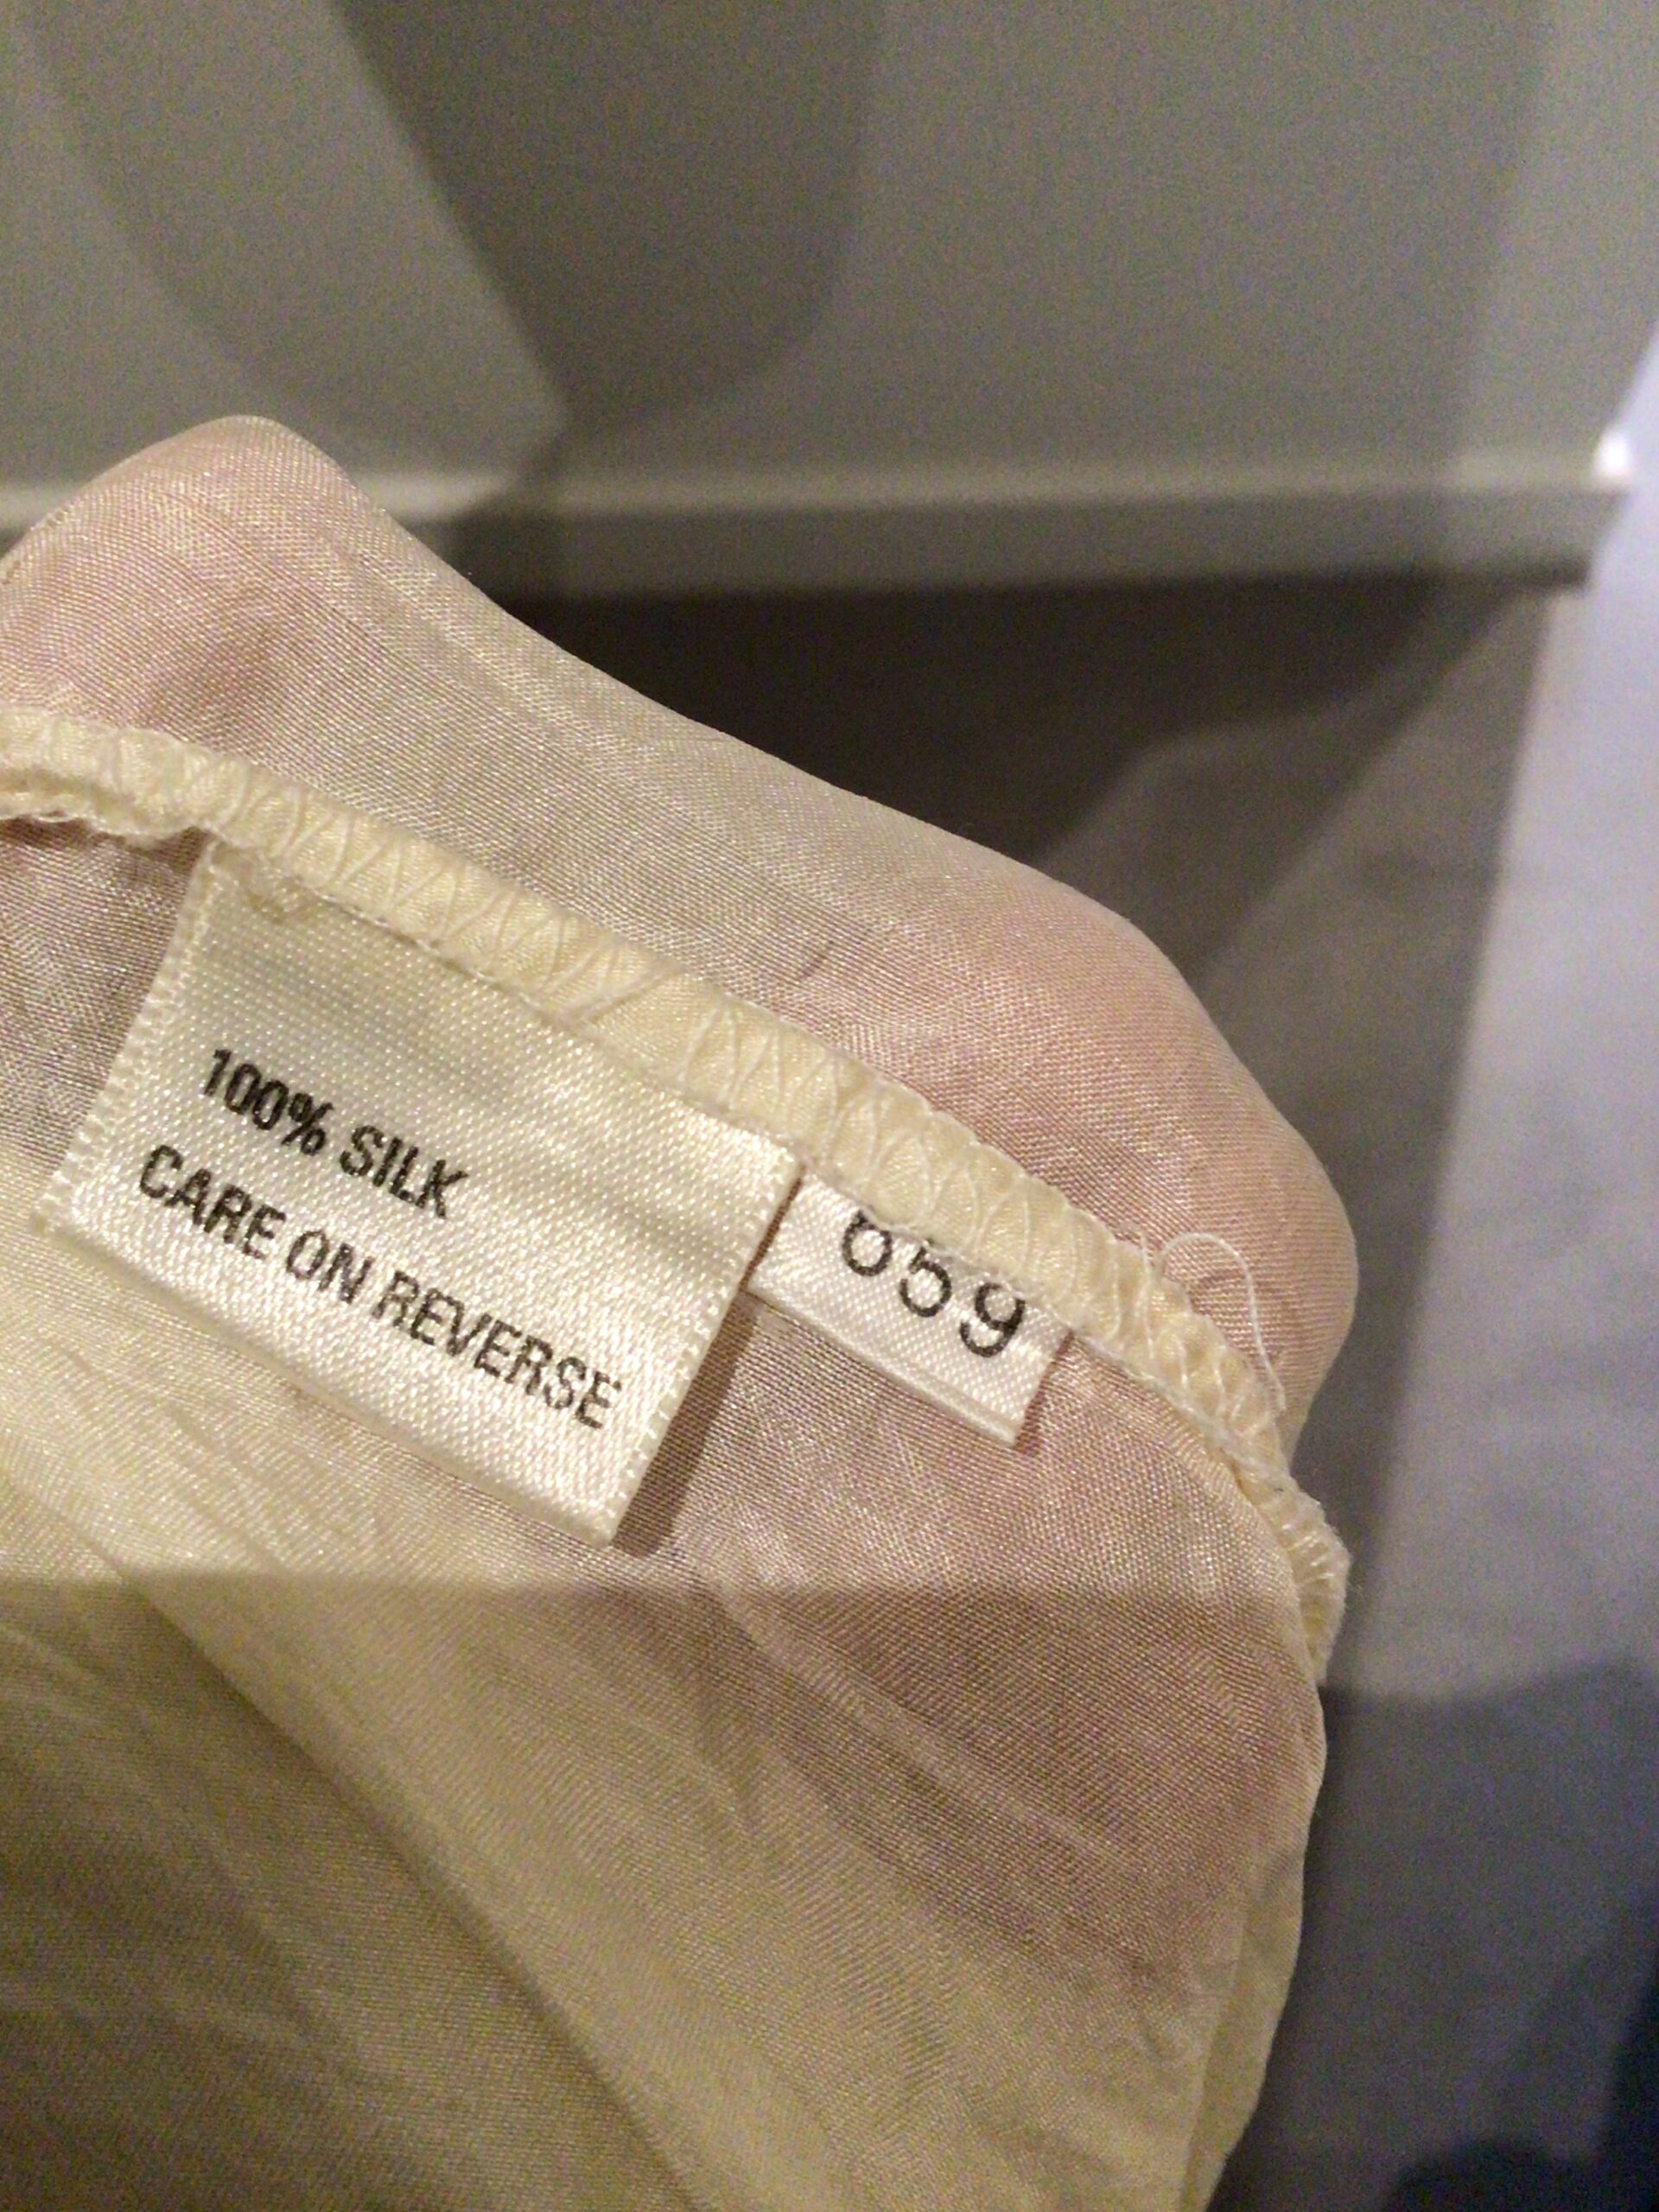 100% SILK
CARE ON REVERSE
659